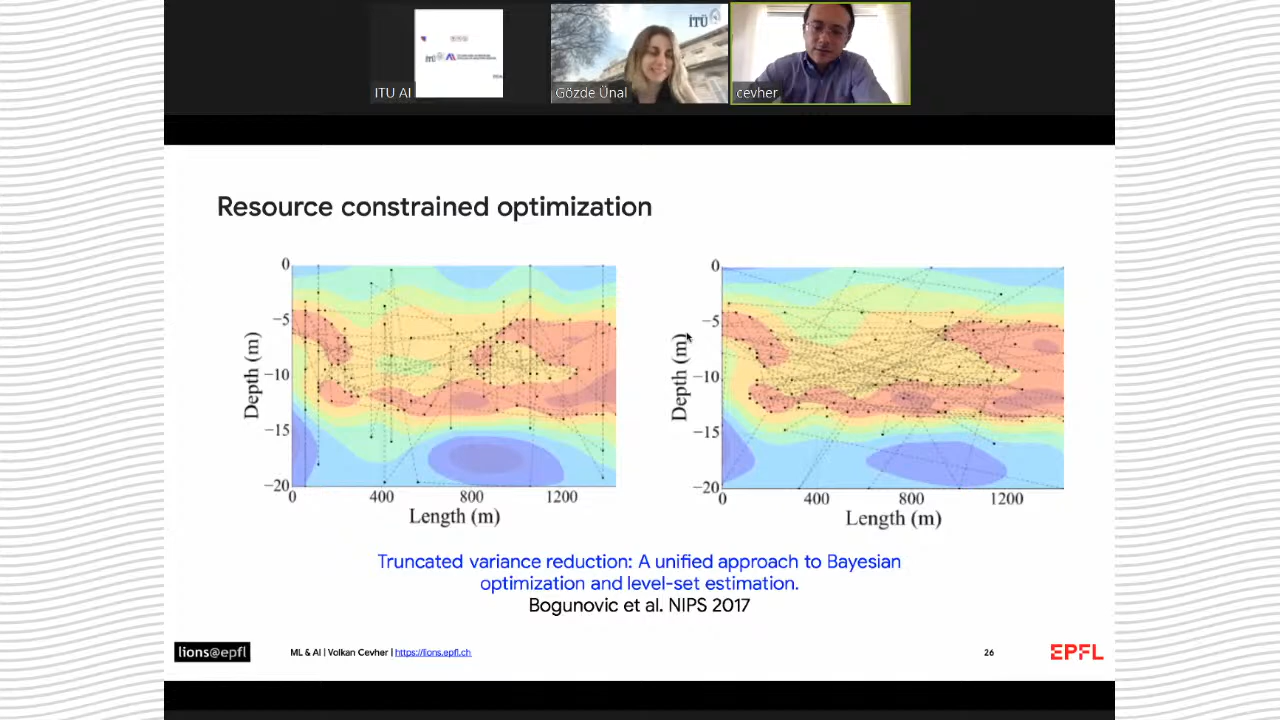 İTÜ
İTÜ
ITU AI
Gözde Ünal
cevher
Resource constrained optimization
0
−5
−10
−15
−20
Depth (m)
0
400
800
1200
Length (m)
0
−5
−10
−15
−20
Depth (m)
0
400
800
1200
Length (m)
Truncated variance reduction: A unified approach to Bayesian
optimization and level-set estimation.
Bogunovic et al. NIPS 2017
lions@epfl
ML & AI | Volkan Cevher | https://lions.epfl.ch
26
EPFL